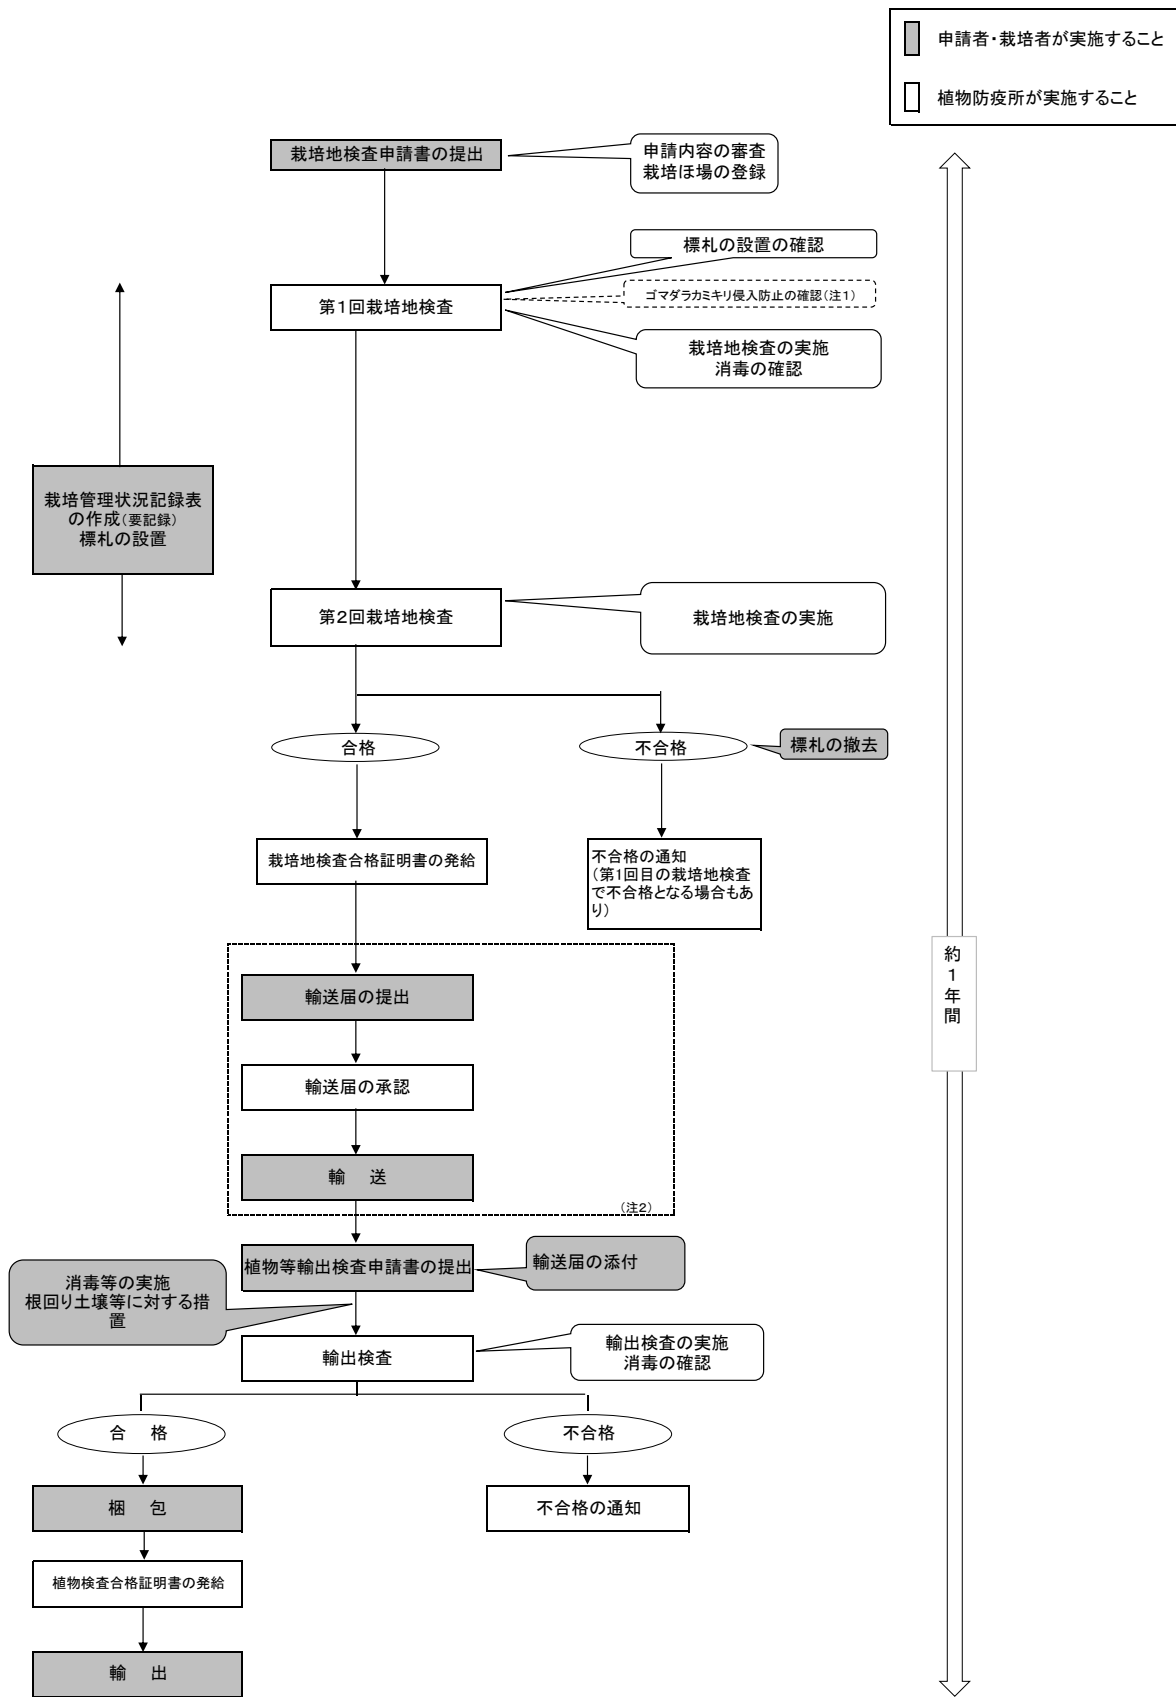 申請者・栽培者が実施すること
植物防疫所が実施すること
栽培地検査申請書の提出
申請内容の審査
栽培ほ場の登録
標札の設置の確認
ゴマダラカミキリ侵入防止の確認(注1)
第1回栽培地検査
栽培地検査の実施
消毒の確認
栽培管理状況記録表
の作成(要記録)
標札の設置
第2回栽培地検査
栽培地検査の実施
合格
不合格
標札の撤去
栽培地検査合格証明書の発給
不合格の通知
(第1回目の栽培地検査
で不合格となる場合もあ
り)
約
1
年
間
輸送届の提出
輸送届の承認
輸 送
(注2)
植物等輸出検査申請書の提出
輸送届の添付
消毒等の実施
根回り土壌等に対する措
置
輸出検査
輸出検査の実施
消毒の確認
合 格
不合格
梱 包
不合格の通知
植物検査合格証明書の発給
輸 出